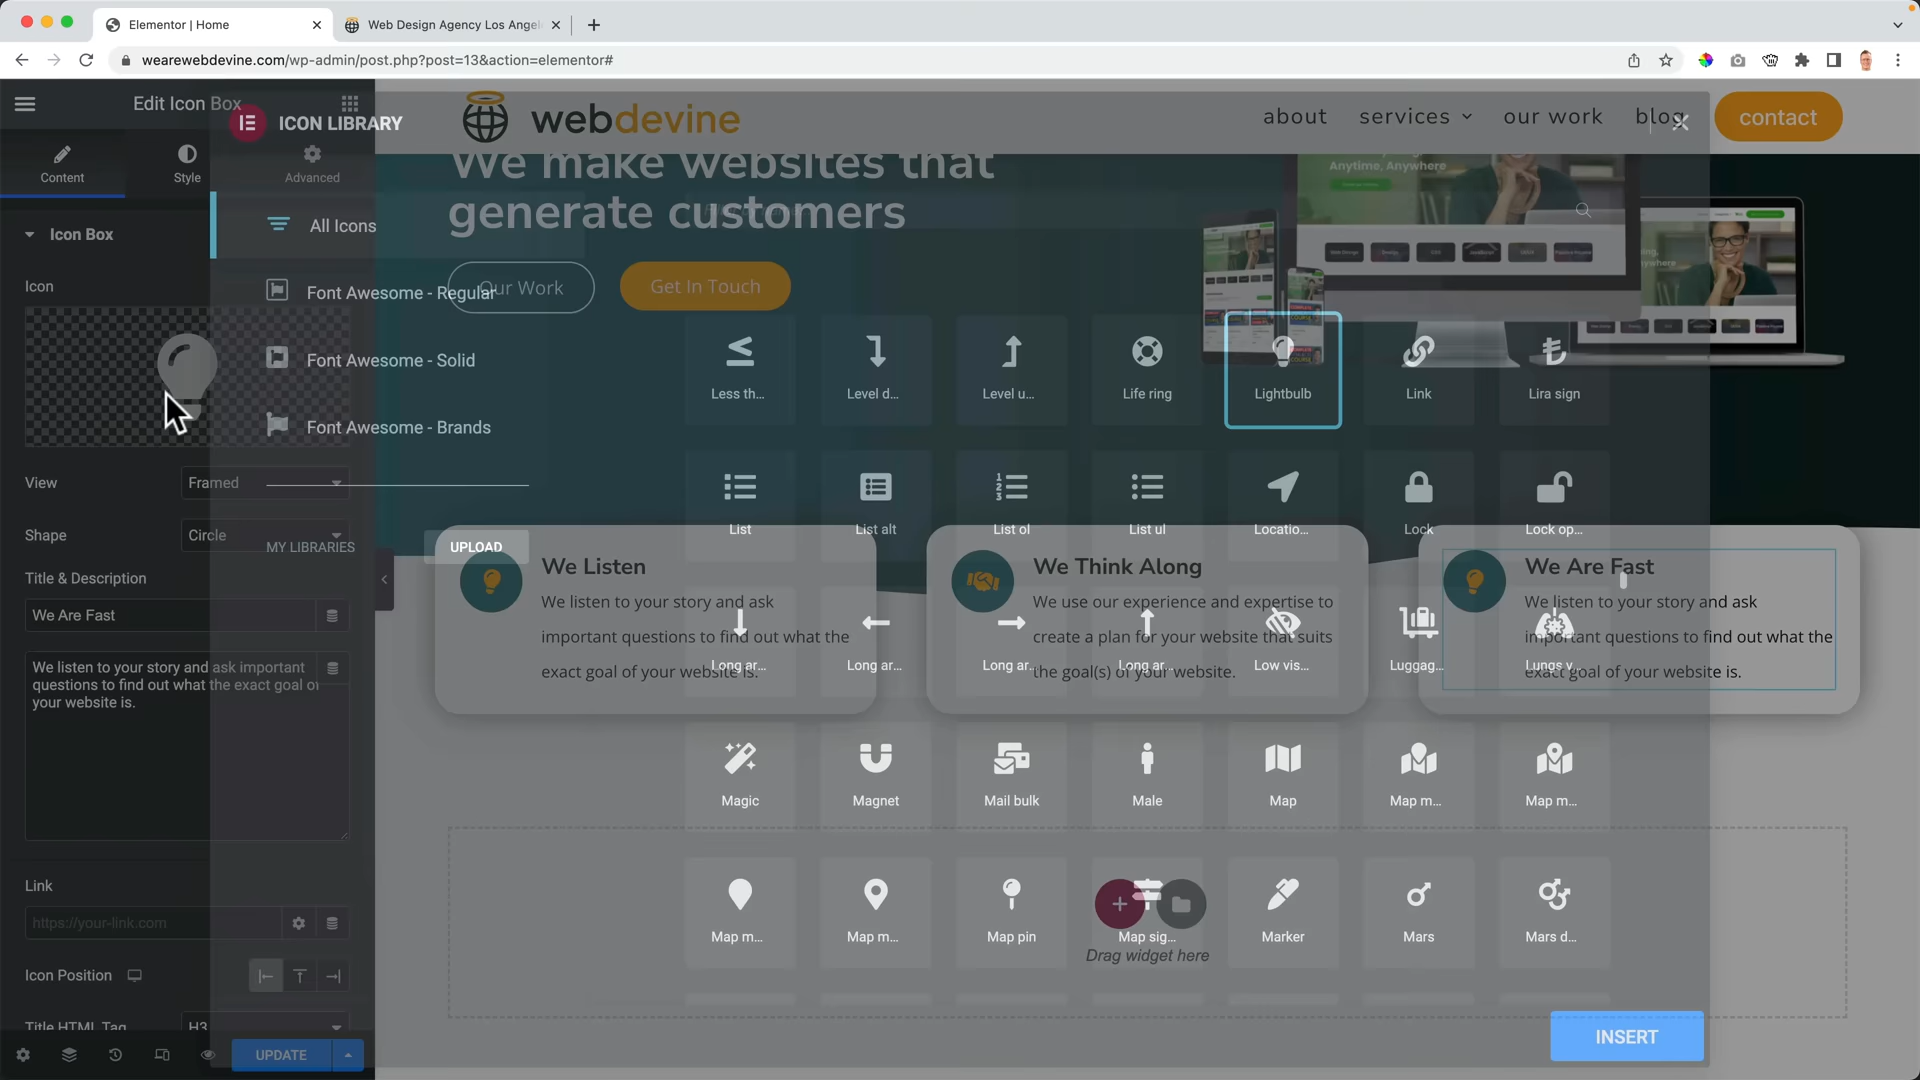 Elementor | Home
Web Design Agency Los Angel
wearewebdevine.com/wp-admin/post.php?post=13&action=elementor#
Edit Icon Box
ICON LIBRARY
webdevine
about
services
our work
blog
contact
Content
Style
Advanced
We make websites that
generate customers
Anytime, Anywhere
All Icons
Icon Box
Icon
Our Work
Get In Touch
Font Awesome - Regular
Font Awesome - Solid
Font Awesome - Brands
Less th...
Level d...
Level u...
Life ring
Lightbulb
Link
Lira sign
View
Framed
Shape
Circle
MY LIBRARIES
UPLOAD
List
List alt
List ol
List ul
Locatio...
Lock
Lock op...
Title & Description
We Are Fast
We listen to your story and ask important
questions to find out what the exact goal of
your website is.
We Listen
We listen to your story and ask
important questions to find out what the
exact goal of your website is.
We Think Along
We use our experience and expertise to
create a plan for your website that suits
the goal(s) of your website.
We Are Fast
We listen to your story and ask
important questions to find out what the
exact goal of your website is.
Long ar...
Long ar...
Long ar...
Long ar...
Low vis...
Luggag...
Lungs v...
Magic
Magnet
Mail bulk
Male
Map
Map m...
Map m...
Link
https://your-link.com
Map m...
Map m...
Map pin
Map sig...
Marker
Mars
Mars d...
Drag widget here
Icon Position
Title HTML Tag
H3
UPDATE
INSERT